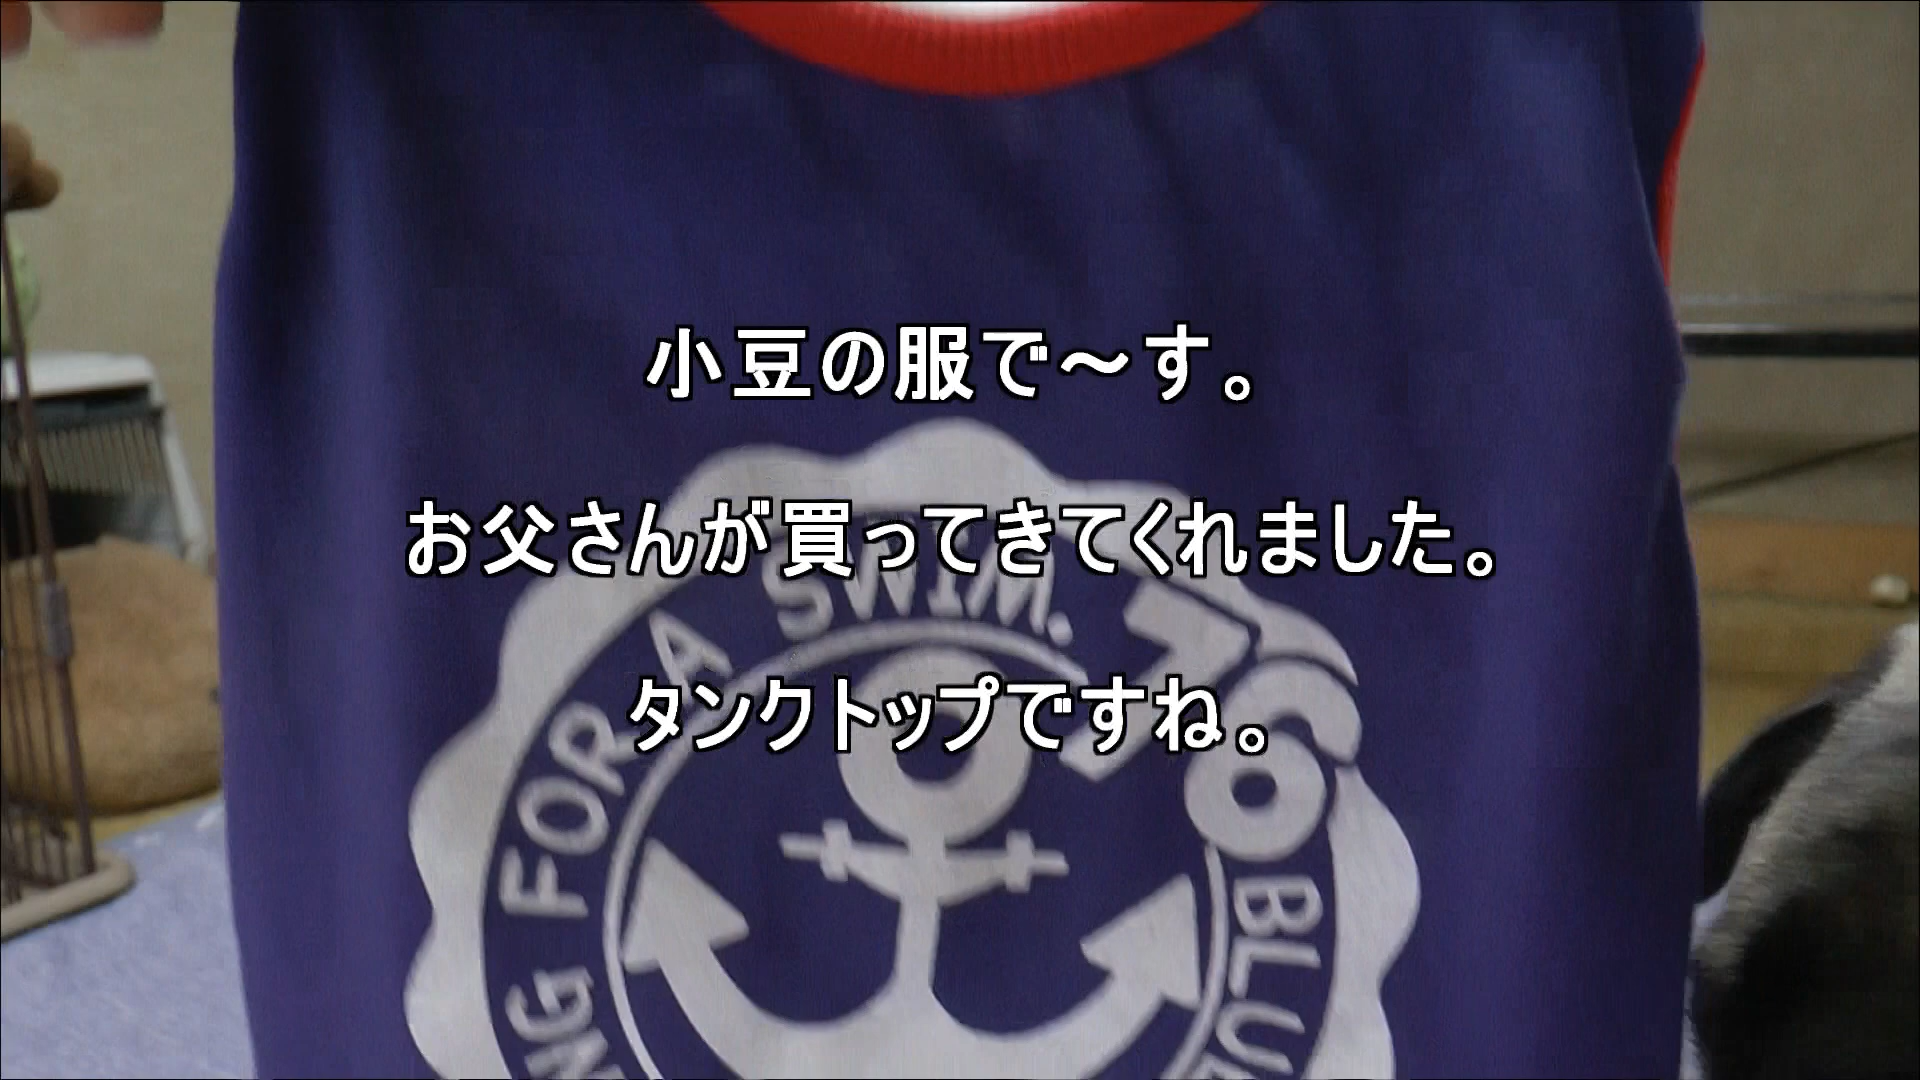 小豆の服で～す。
お父さんが買ってきてくれました。
タンクトップですね。
FOR A SWIM.
BLUE